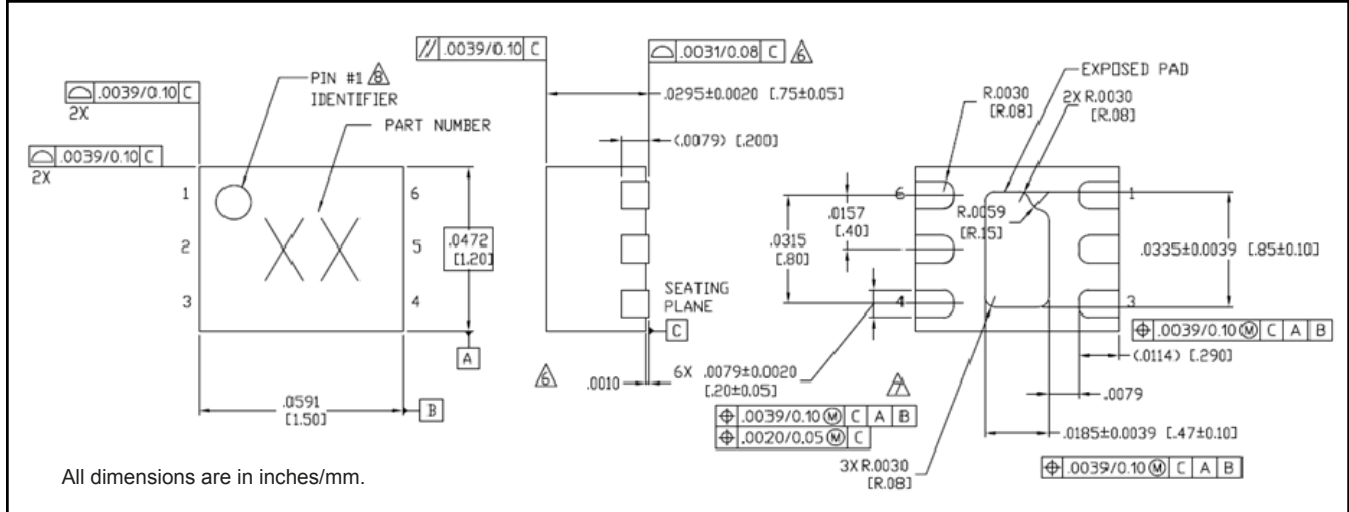 // .0039/0.10 C
⌓ .0031/0.08 C 6
⌓ .0039/0.10 C
2X
PIN #1 8
IDENTIFIER
PART NUMBER
⌓ .0039/0.10 C
2X
1
2
3
6
5
4
XX
.0472
[1.20]
A
.0591
[1.50]
B
.0295±0.0020 [.75±0.05]
(.0079) [.200]
SEATING
PLANE
C
6
.0010
EXPOSED PAD
R.0030
[R.08]
2X R.0030
[R.08]
6
1
R.0059
[R.15]
.0157
[.40]
.0315
[.80]
.0335±0.0039 [.85±0.10]
4
3
⌖ .0039/0.10 Ⓜ C A B
(.0114) [.290]
6X .0079±0.0020
[.20±0.05]
7
⌖ .0039/0.10 Ⓜ C A B
⌖ .0020/0.05 Ⓜ C
.0079
.0185±0.0039 [.47±0.10]
⌖ .0039/0.10 Ⓜ C A B
3X R.0030
[R.08]
All dimensions are in inches/mm.